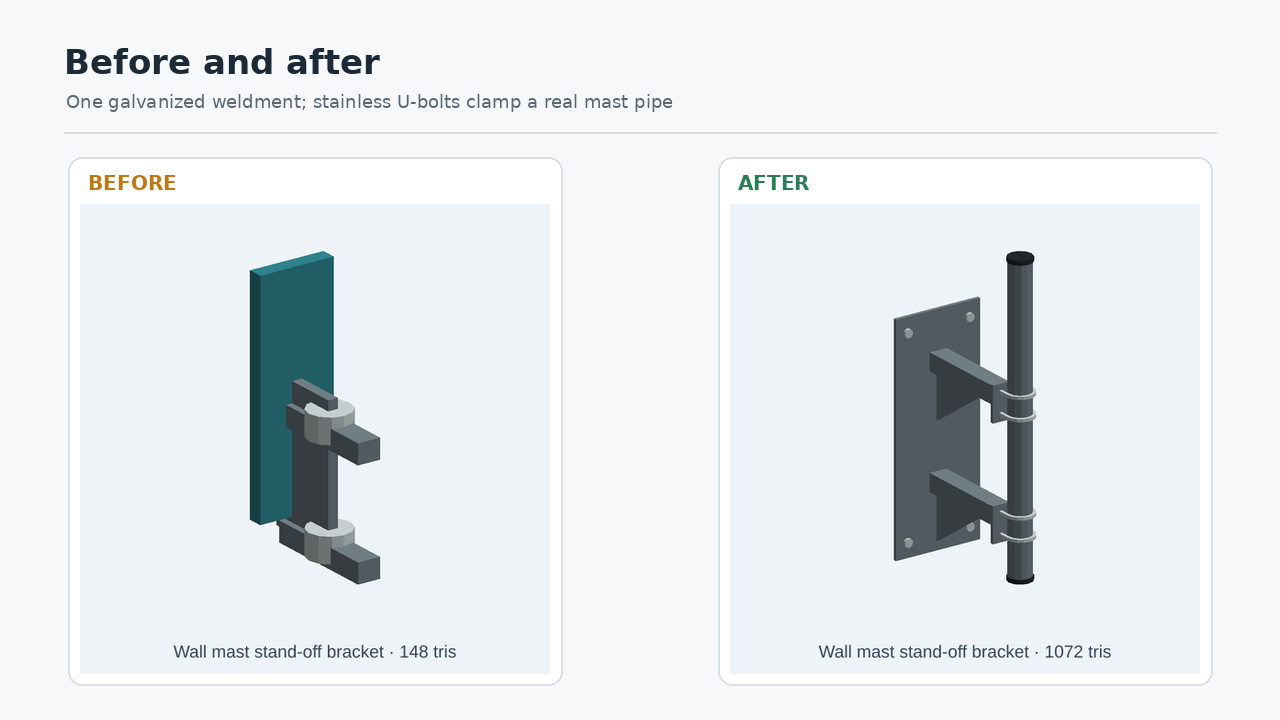 Before and after
One galvanized weldment; stainless U-bolts clamp a real mast pipe
BEFORE
AFTER
Wall mast stand-off bracket · 148 tris
Wall mast stand-off bracket · 1072 tris